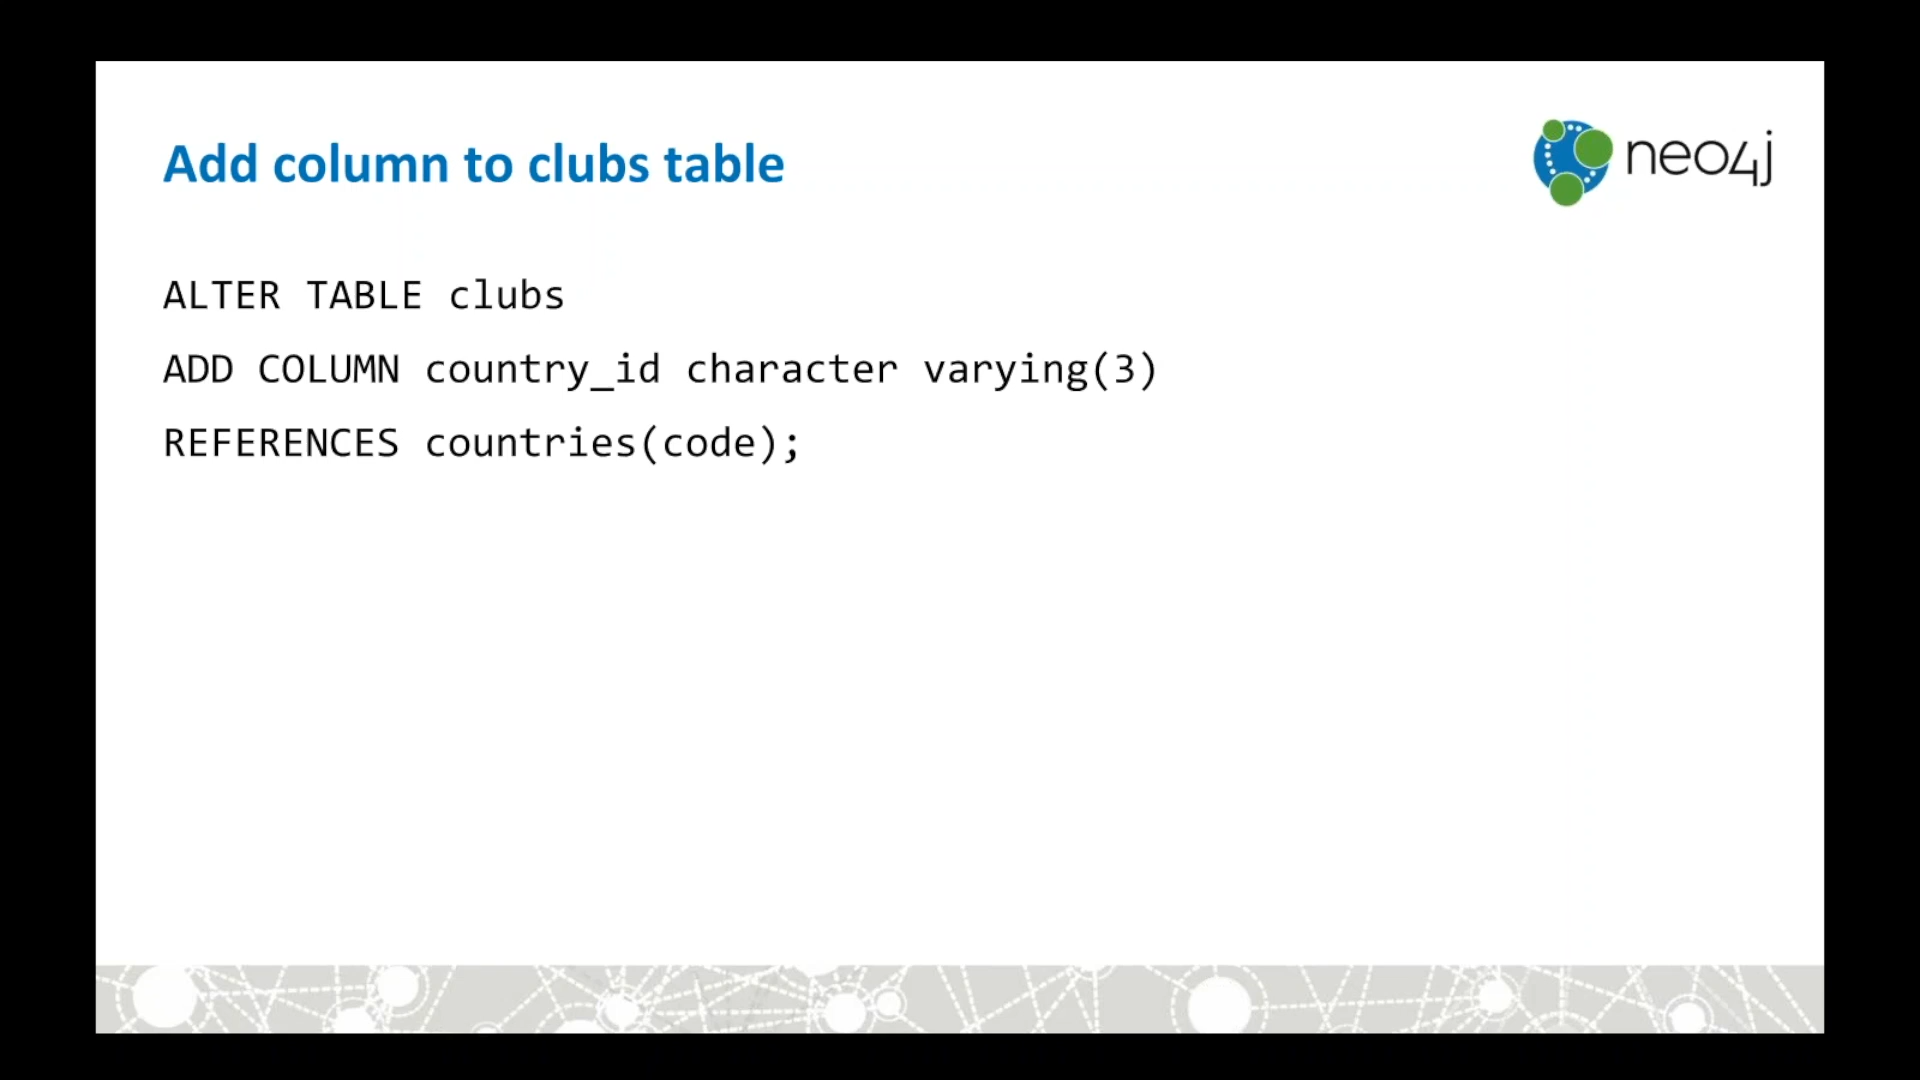 Add column to clubs table
neo4j
ALTER TABLE clubs
ADD COLUMN country_id character varying(3)
REFERENCES countries(code);